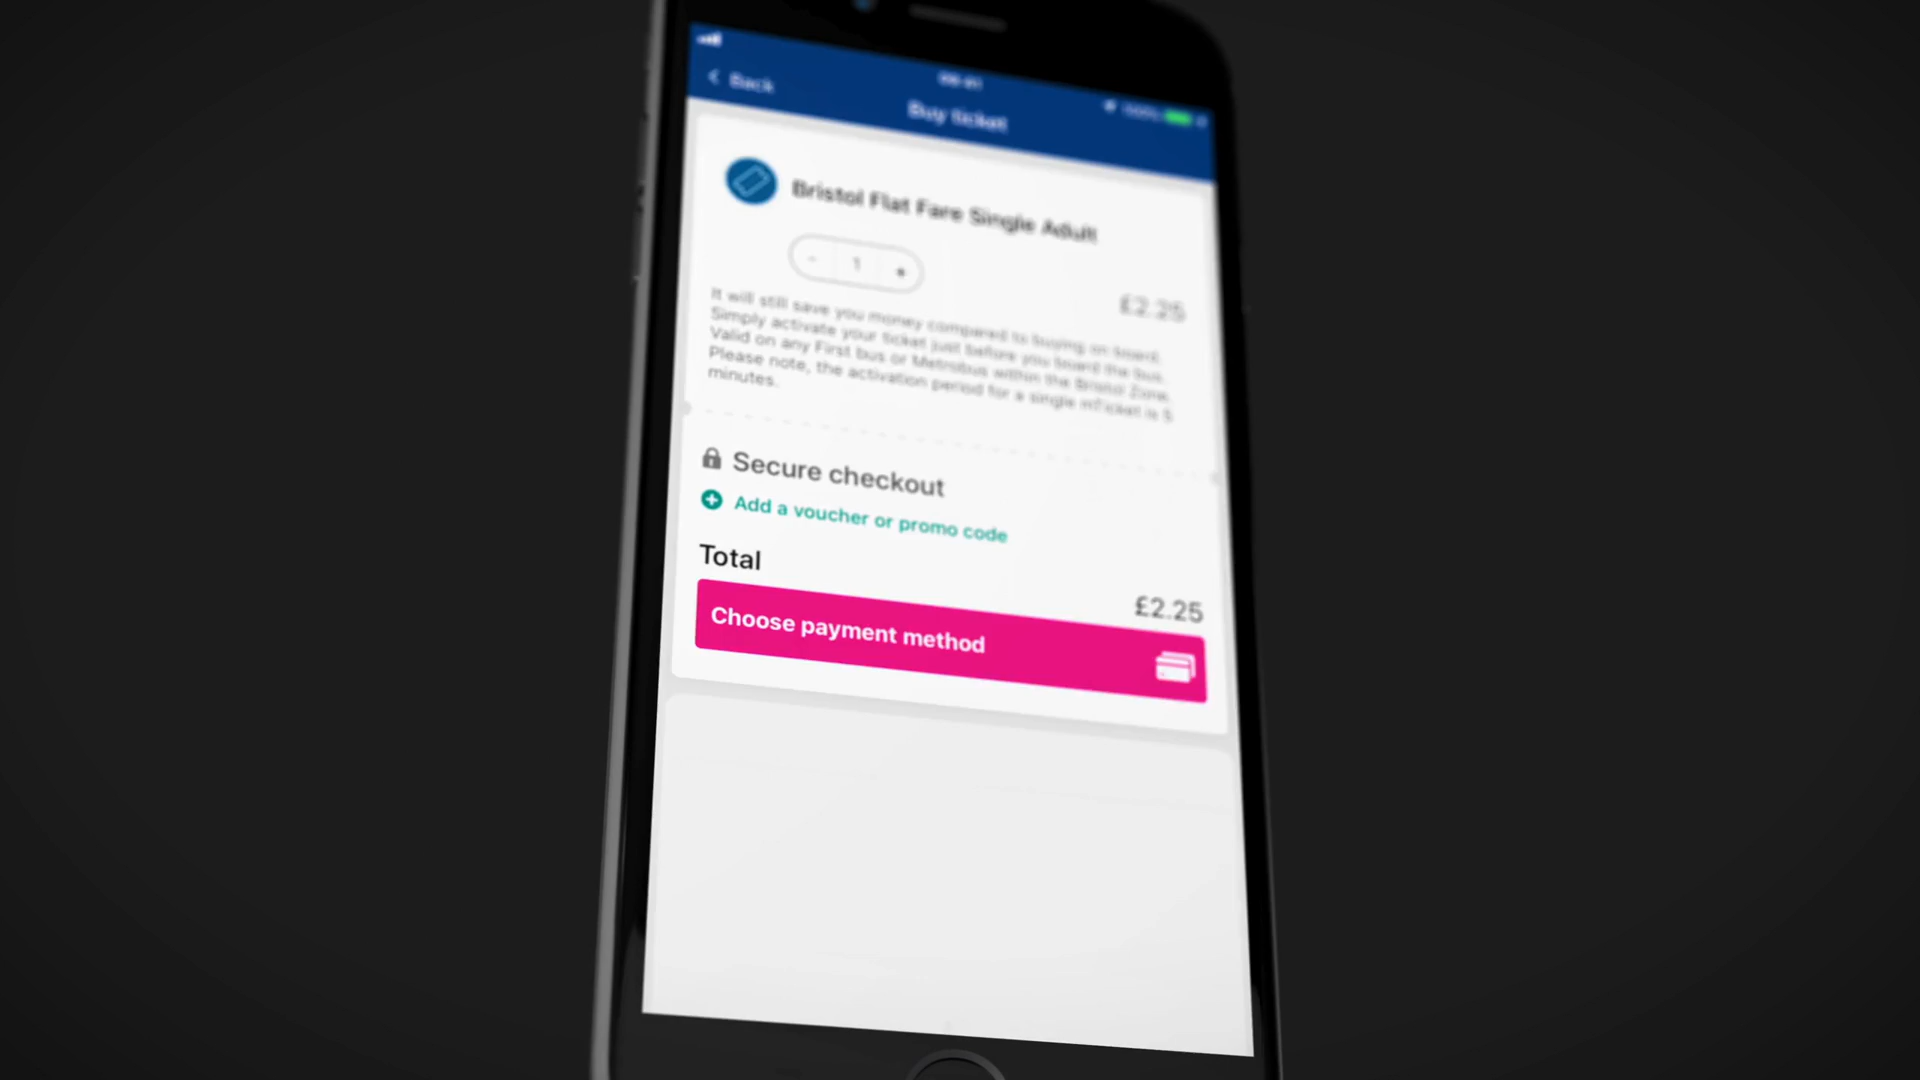 Back
Buy ticket
Bristol Flat Fare Single Adult
- 1 +
£2.25
It will still save you money compared to buying on board.
Simply activate your ticket just before you board the bus.
Valid on any First bus or Metrobus within the Bristol Zone.
Please note, the activation period for a single mTicket is 5
minutes.
Secure checkout
Add a voucher or promo code
Total
£2.25
Choose payment method